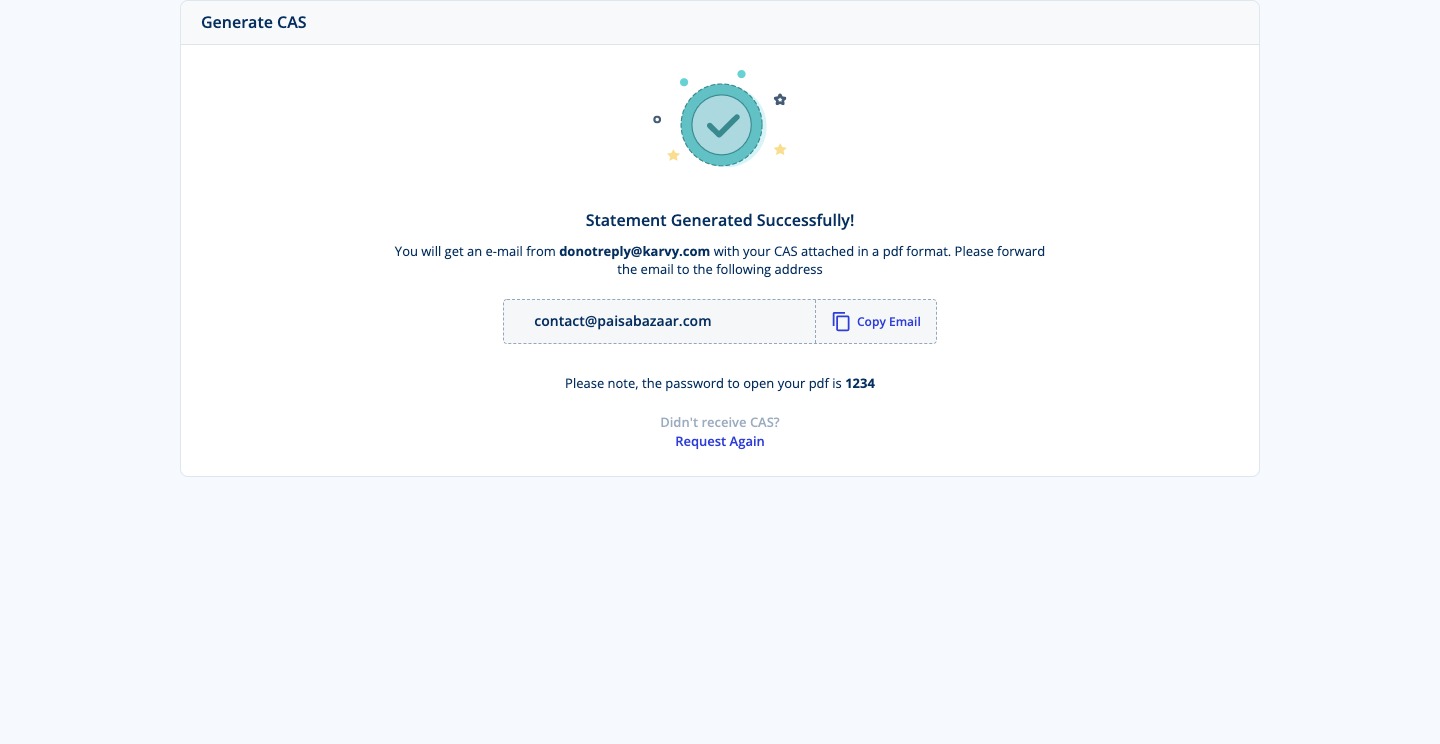 Generate CAS
Statement Generated Successfully!
You will get an e-mail from donotreply@karvy.com with your CAS attached in a pdf format. Please forward
the email to the following address
contact@paisabazaar.com
Copy Email
Please note, the password to open your pdf is 1234
Didn't receive CAS?
Request Again